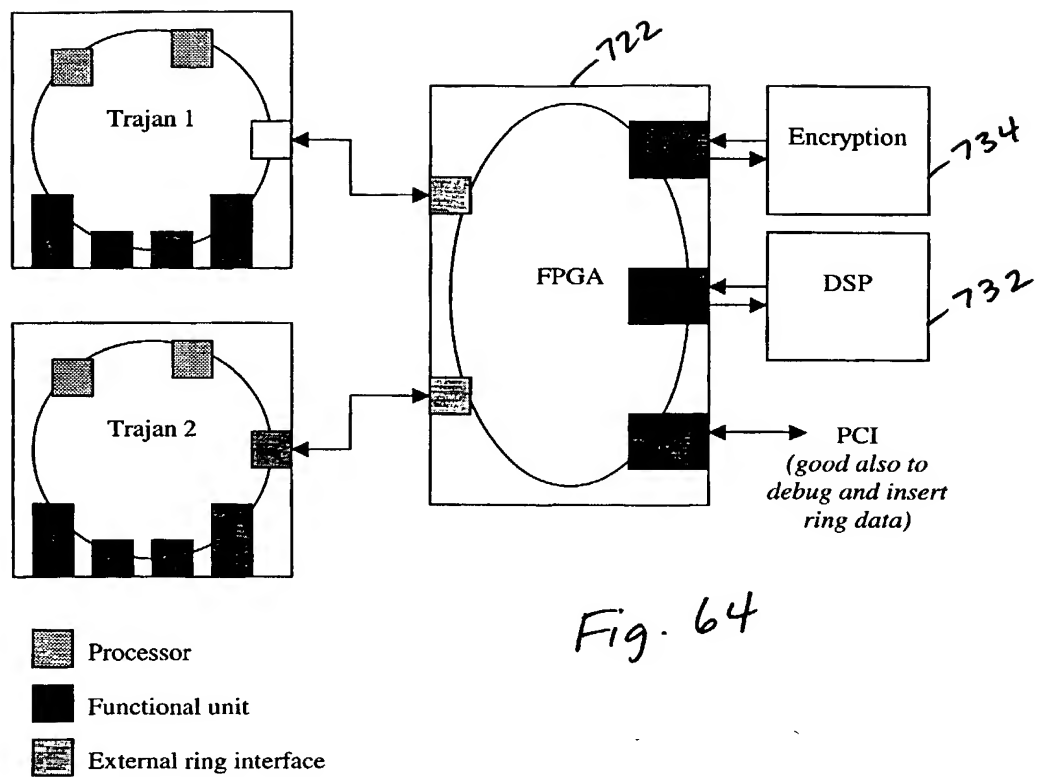 722
Trajan 1
Encryption
734
FPGA
DSP
732
Trajan 2
PCI
(good also to
debug and insert
ring data)
Fig. 64
Processor
Functional unit
External ring interface